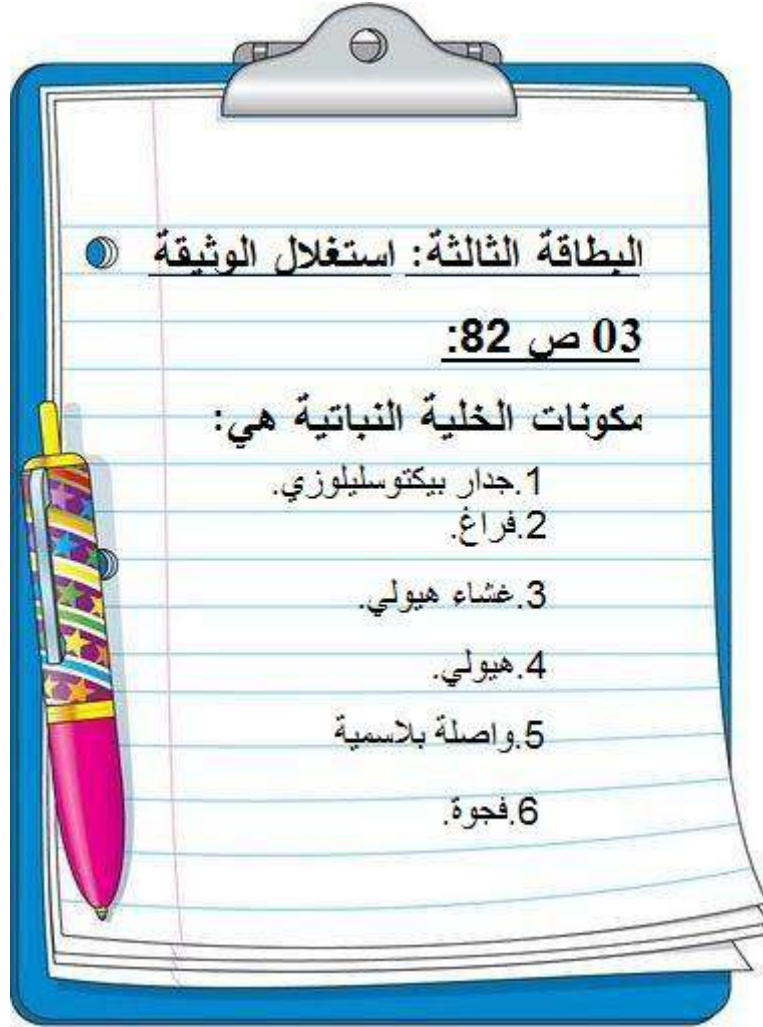 البطاقة الثالثة: استغلال الوثيقة
03 ص 82:
مكونات الخلية النباتية هي:
1.جدار بيكتوسليلوزي.
2.فراغ.
3.غشاء هيولي.
4.هيولي.
5.واصلة بلاسمية
6.فجوة.